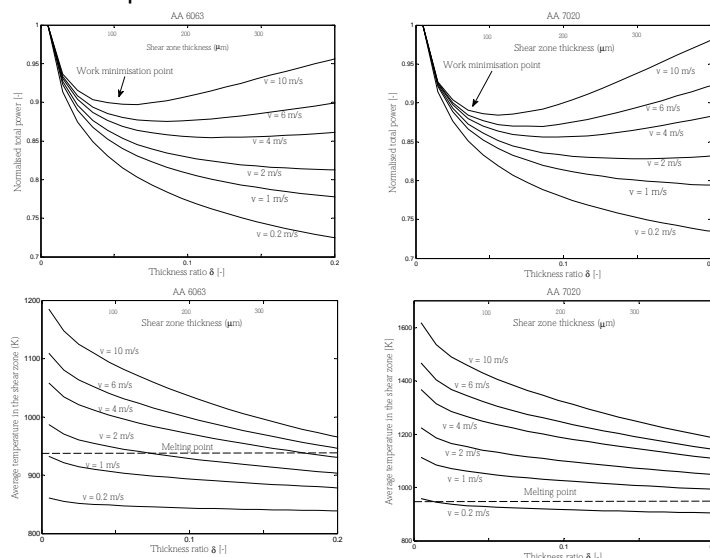 AA 6063
100
300
Shear zone thickness (μm)
Work minimisation point
v = 10 m/s
v = 6 m/s
v = 4 m/s
v = 2 m/s
v = 1 m/s
v = 0.2 m/s
Normalised total power [-]
1
0.95
0.9
0.85
0.8
0.75
0.7
0
0.1
0.2
Thickness ratio δ [-]
AA 7020
100
200
300
Shear zone thickness (μm)
Work minimisation point
v = 10 m/s
v = 6 m/s
v = 4 m/s
v = 2 m/s
v = 1 m/s
v = 0.2 m/s
Normalised total power [-]
1
0.95
0.9
0.85
0.8
0.75
0.7
0
0.1
0.2
Thickness ratio δ [-]
AA 6063
100
200
300
Shear zone thickness (μm)
v = 10 m/s
v = 6 m/s
v = 4 m/s
v = 2 m/s
Melting point
v = 1 m/s
v = 0.2 m/s
Average temperature in the shear zone (K)
1200
1100
1000
900
800
0
0.1
0.2
Thickness ratio δ [-]
AA 7020
100
200
300
Shear zone thickness (μm)
v = 10 m/s
v = 6 m/s
v = 4 m/s
v = 2 m/s
v = 1 m/s
Melting point
v = 0.2 m/s
Average temperature in the shear zone [K]
1600
1400
1200
1000
800
0
0.1
Thickness ratio δ [-]